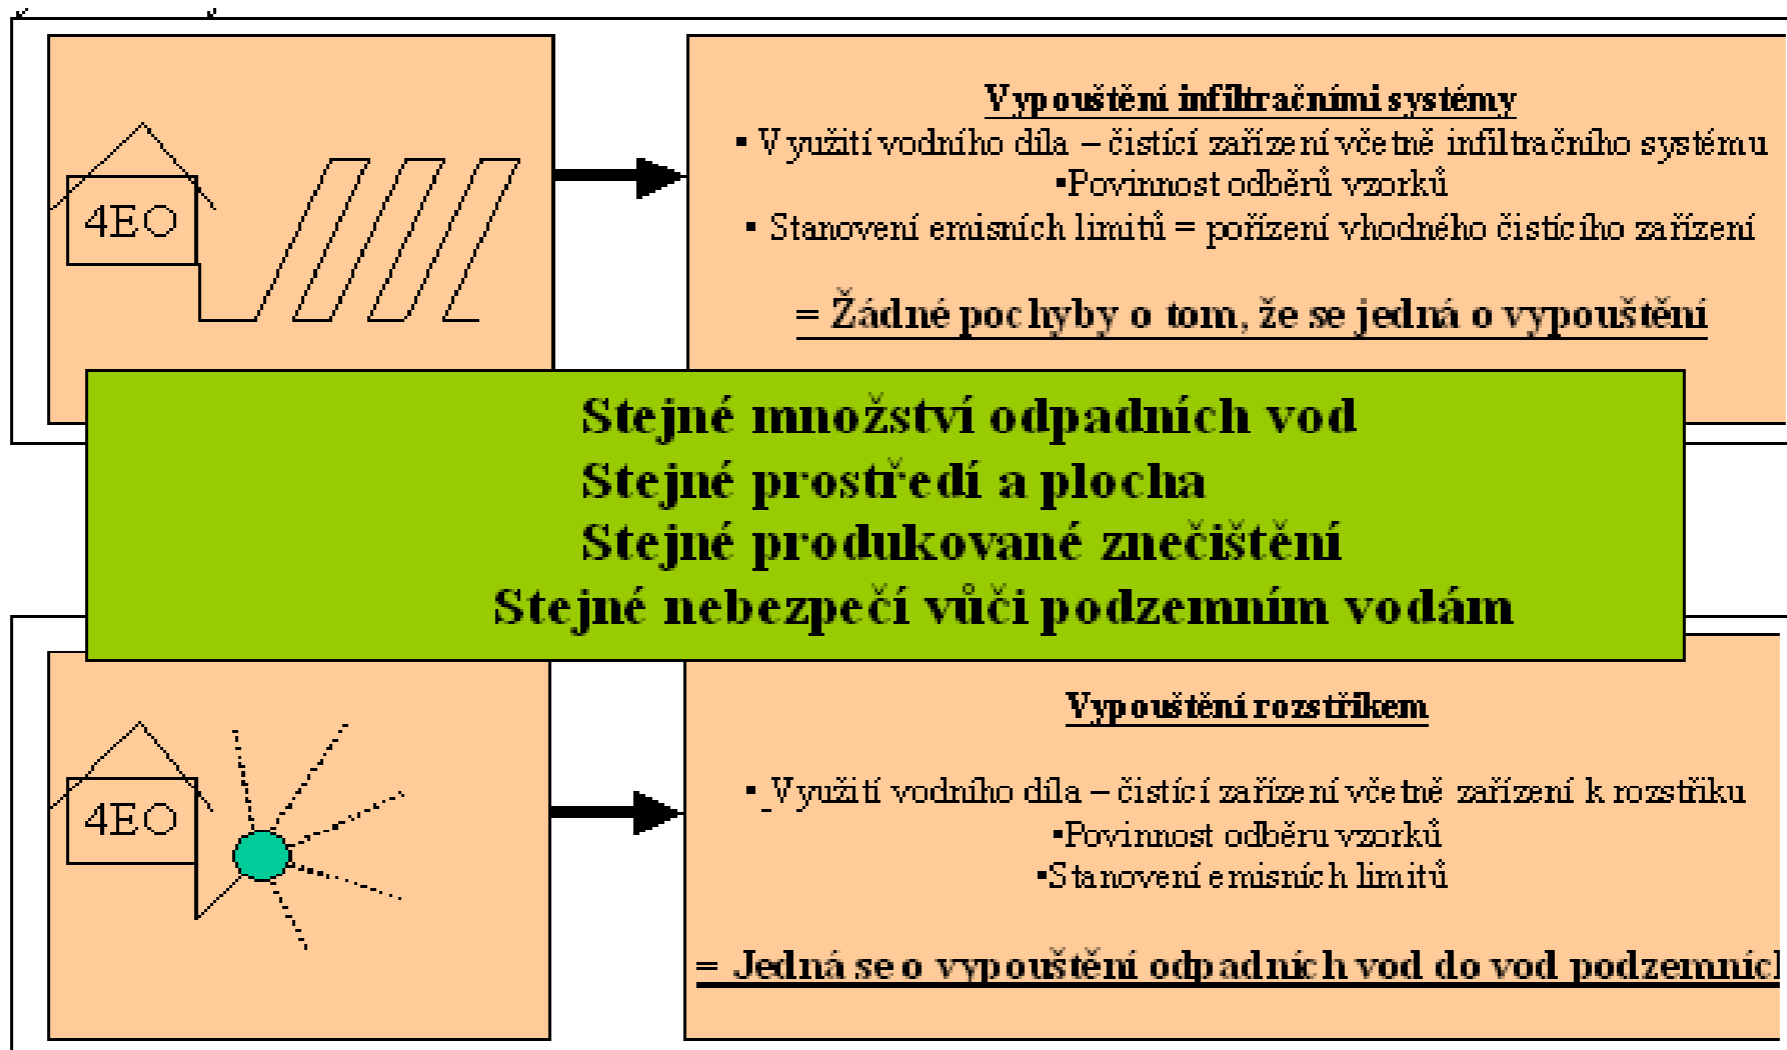 4EO
Vypouštění infiltračními systémy
▪ Využití vodního díla – čistící zařízení včetně infiltračního systému
▪Povinnost odběrů vzorků
▪ Stanovení emisních limitů = pořízení vhodného čistícího zařízení
= Žádné pochyby o tom, že se jedná o vypouštění
Stejné množství odpadních vod
Stejné prostředí a plocha
Stejné produkované znečištění
Stejné nebezpečí vůči podzemním vodám
4EO
Vypouštění rozstřikem
▪ Využití vodního díla – čistící zařízení včetně zařízení k rozstřiku
▪Povinnost odběru vzorků
▪Stanovení emisních limitů
= Jedná se o vypouštění odpadních vod do vod podzemních